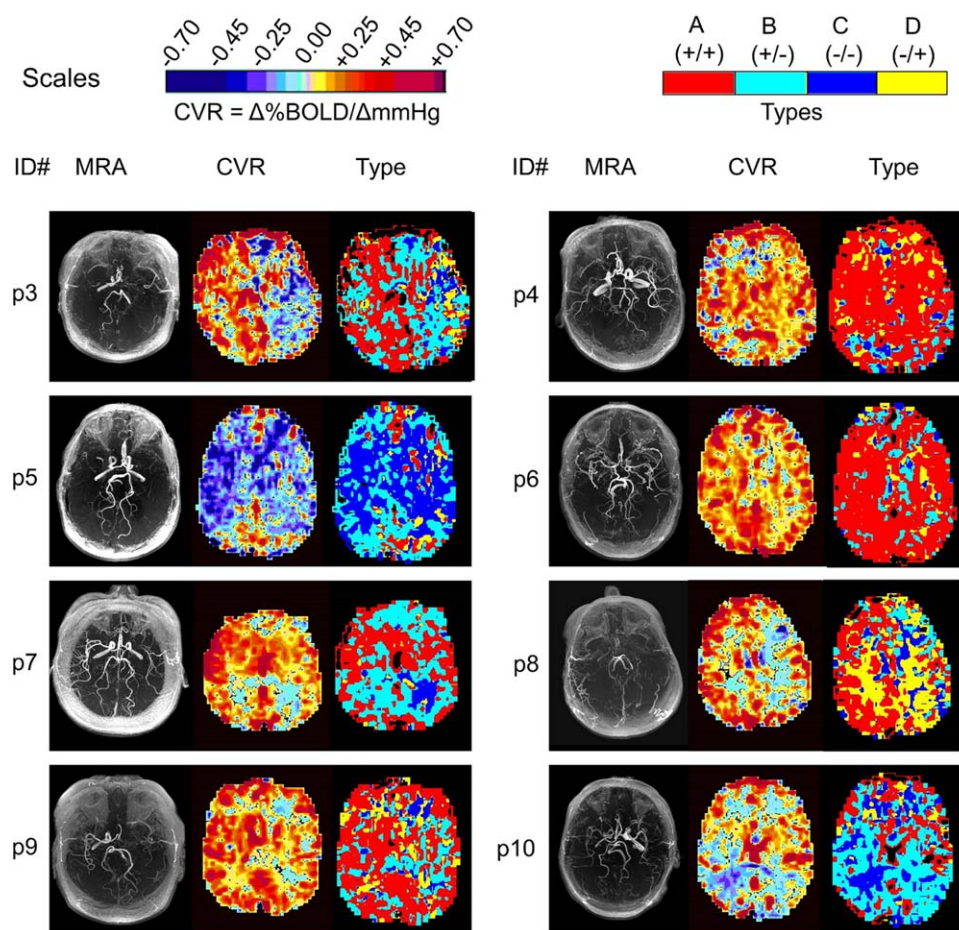 -0.70 -0.45 -0.25 0.00 +0.25 +0.45 +0.70
A B C D
(+/+) (+/-) (-/-) (-/+)
Scales
CVR = Δ%BOLD/ΔmmHg
Types
ID# MRA CVR Type ID# MRA CVR Type
p3 p4
p5 p6
p7 p8
p9 p10